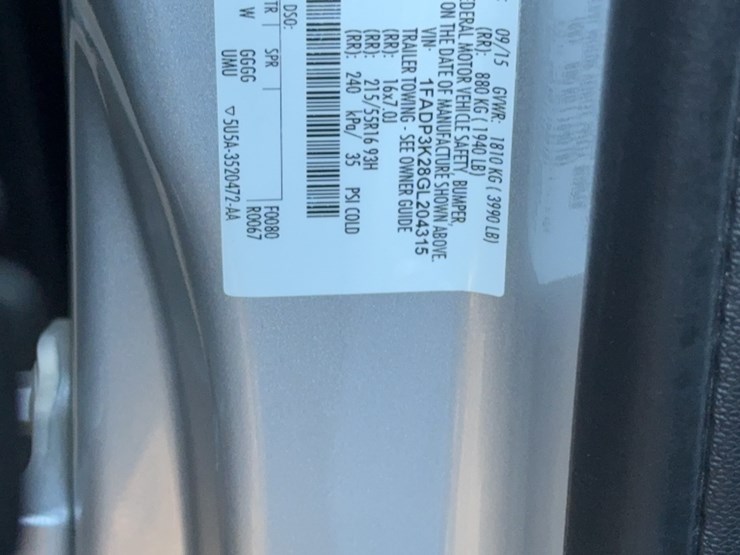 : 09/15 GVWR: 1810 KG ( 3990 LB)
(RR): 880 KG ( 1940 LB)
EDERAL MOTOR VEHICLE SAFETY, BUMPER,
ON THE DATE OF MANUFACTURE SHOWN ABOVE.
VIN: 1FADP3K28GL204315
TRAILER TOWING - SEE OWNER GUIDE
(RR): 16x7.0J
(RR): 215/55R16 93H
(RR): 240 kPa/ 35 PSI COLD
DSO:
F0080
TR SPR R0067
W GGGG
UMU ▽ 5U5A-3520472-AA